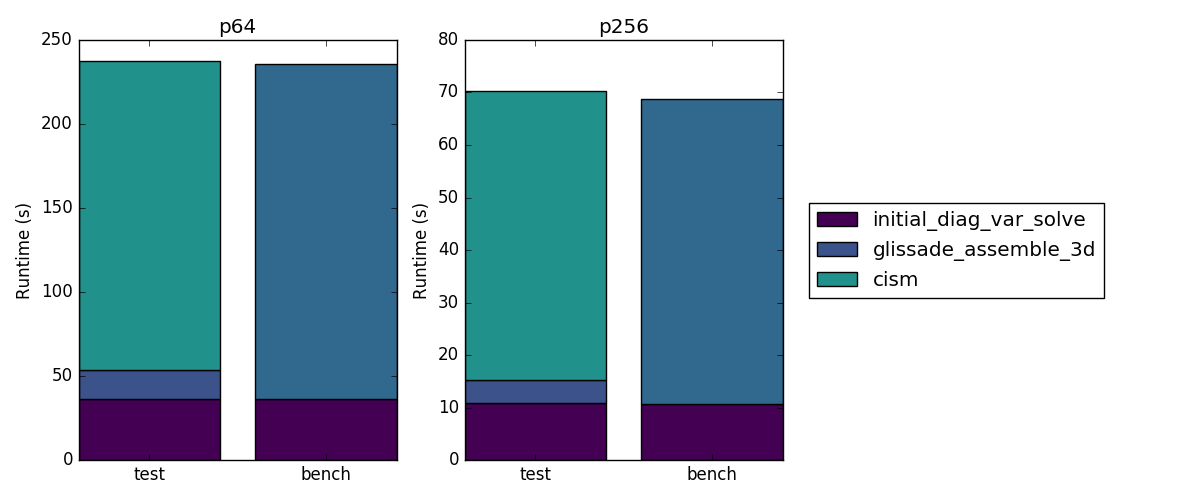 p64
Runtime (s)
250
200
150
100
50
0
test
bench
p256
Runtime (s)
80
70
60
50
40
30
20
10
0
test
bench
initial_diag_var_solve
glissade_assemble_3d
cism